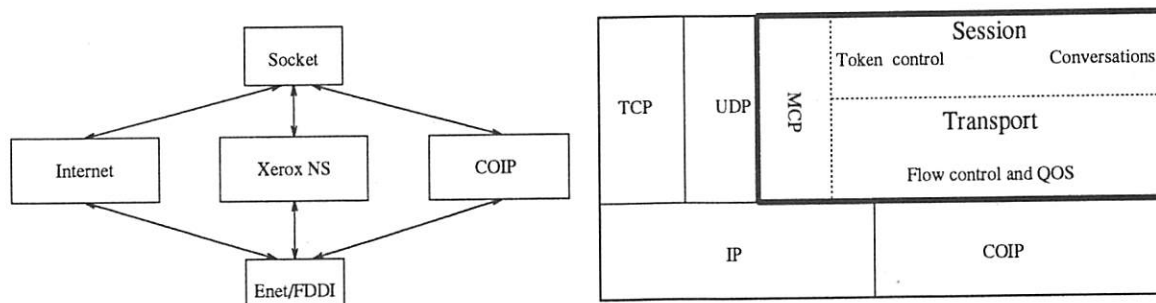 Socket
Internet
Xerox NS
COIP
Enet/FDDI
TCP
UDP
MCP
Session
Token control
Conversations
Transport
Flow control and QOS
IP
COIP